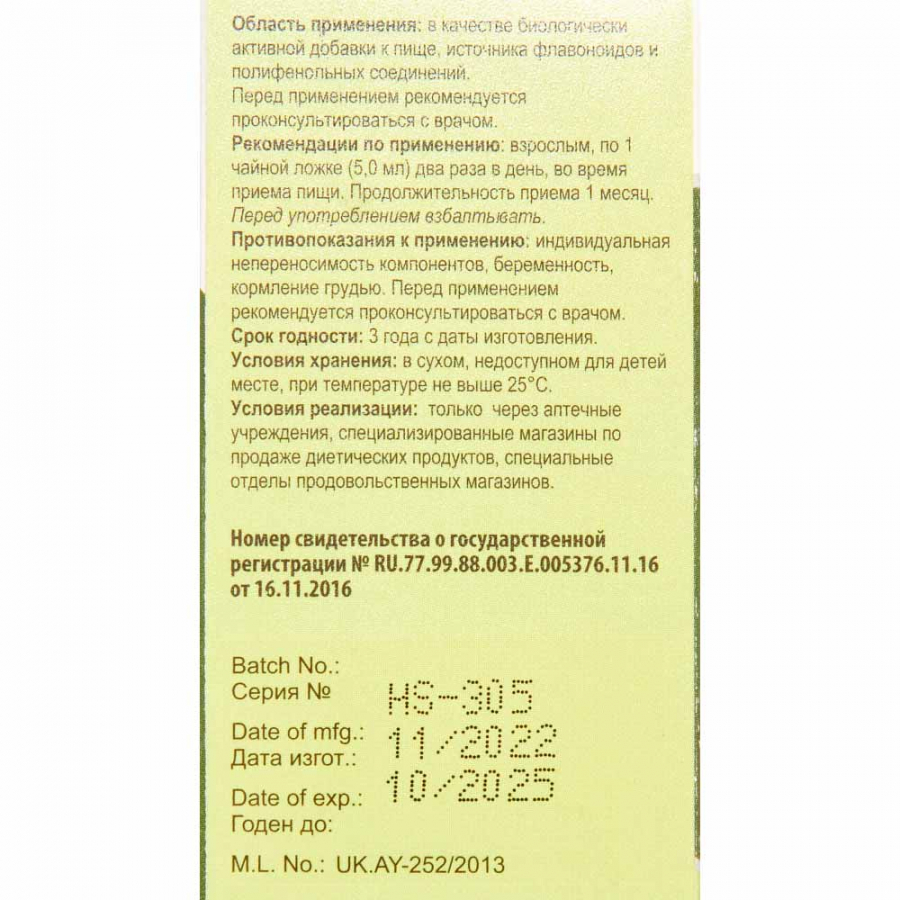 Область применения: в качестве биологически
активной добавки к пище, источника флавоноидов и
полифенольных соединений.
Перед применением рекомендуется
проконсультироваться с врачом.
Рекомендации по применению: взрослым, по 1
чайной ложке (5,0 мл) два раза в день, во время
приема пищи. Продолжительность приема 1 месяц.
Перед употреблением взбалтывать.
Противопоказания к применению: индивидуальная
непереносимость компонентов, беременность,
кормление грудью. Перед применением
рекомендуется проконсультироваться с врачом.
Срок годности: 3 года с даты изготовления.
Условия хранения: в сухом, недоступном для детей
месте, при температуре не выше 25°С.
Условия реализации: только через аптечные
учреждения, специализированные магазины по
продаже диетических продуктов, специальные
отделы продовольственных магазинов.
Номер свидетельства о государственной
регистрации № RU.77.99.88.003.E.005376.11.16
от 16.11.2016
Batch No.:
Серия № HS-305
Date of mfg.: 11/2022
Дата изгот.:
Date of exp.: 10/2025
Годен до:
M.L. No.: UK.AY-252/2013